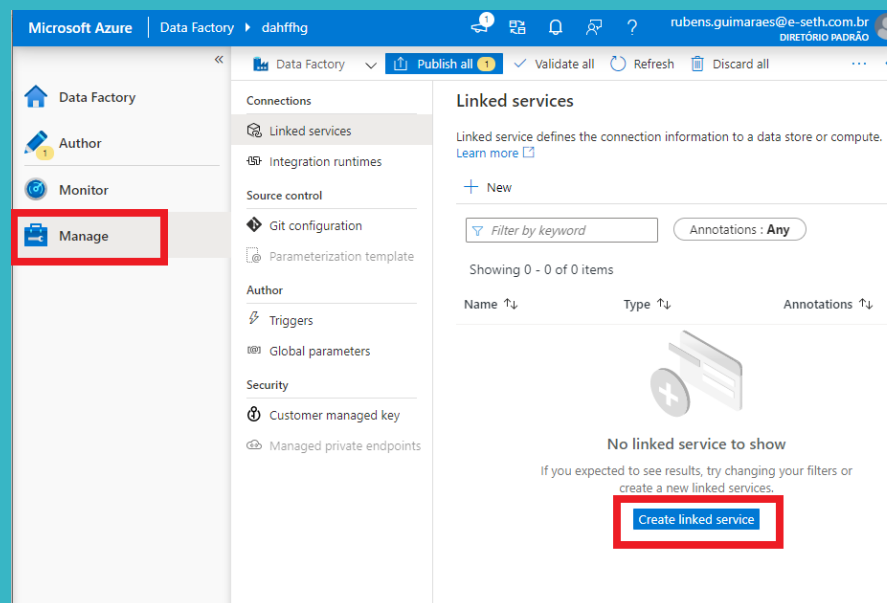 Microsoft Azure
Data Factory
dahffhg
1
?
rubens.guimaraes@e-seth.com.br
DIRETÓRIO PADRÃO
«
Data Factory
Author
1
Monitor
Manage
Data Factory
Publish all 1
Validate all
Refresh
Discard all
...
Connections
Linked services
Integration runtimes
Source control
Git configuration
Parameterization template
Author
Triggers
Global parameters
Security
Customer managed key
Managed private endpoints
Linked services
Linked service defines the connection information to a data store or compute.
Learn more
+ New
Filter by keyword
Annotations : Any
Showing 0 - 0 of 0 items
Name ↑↓
Type ↑↓
Annotations ↑↓
No linked service to show
If you expected to see results, try changing your filters or
create a new linked services.
Create linked service